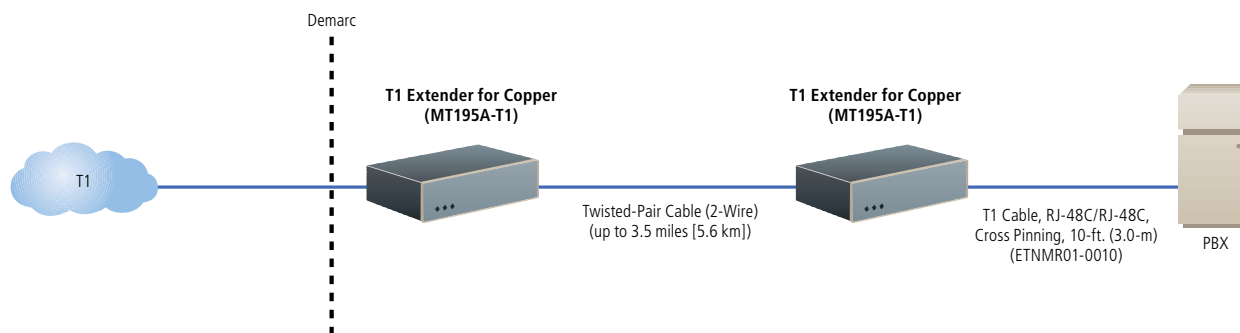 Demarc
T1 Extender for Copper
(MT195A-T1)
T1 Extender for Copper
(MT195A-T1)
T1
Twisted-Pair Cable (2-Wire)
(up to 3.5 miles [5.6 km])
T1 Cable, RJ-48C/RJ-48C,
Cross Pinning, 10-ft. (3.0-m)
(ETNMR01-0010)
PBX